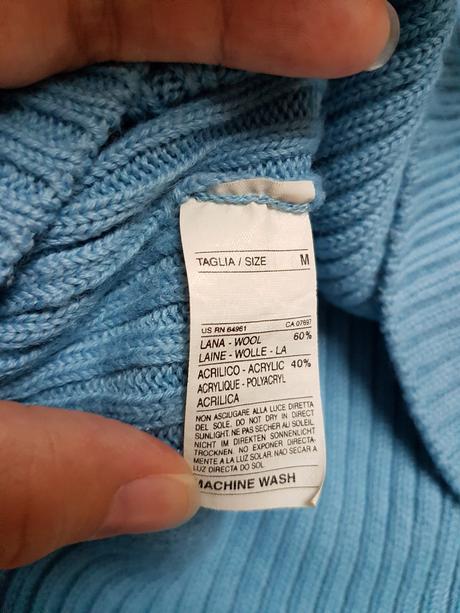 TAGLIA / SIZE M
US RN 64961 CA 07697
LANA - WOOL 60%
LAINE - WOLLE - LA
ACRILICO - ACRYLIC 40%
ACRYLIQUE - POLYACRYL
ACRILICA
NON ASCIUGARE ALLA LUCE DIRETTA
DEL SOLE. DO NOT DRY IN DIRECT
SUNLIGHT NE PAS SÉCHER AU SOLEIL.
NICHT IM DIREKTEN SONNENLICHT
TROCKNEN. NO EXPONER DIRECTA-
MENTE A LA LUZ SOLAR. NÃO SECAR A
LUZ DIRECTA DO SOL
MACHINE WASH